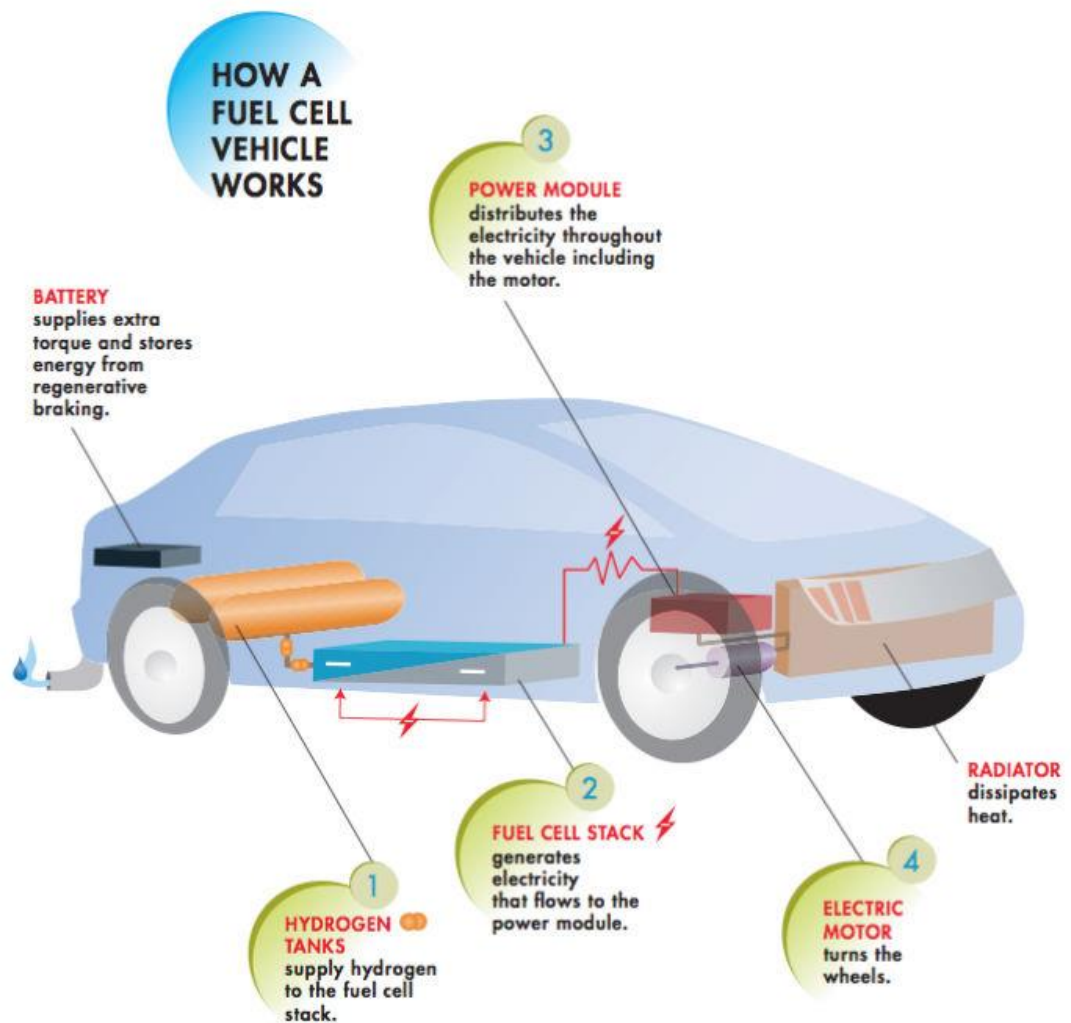 HOW A
FUEL CELL
VEHICLE
WORKS
3
POWER MODULE
distributes the
electricity throughout
the vehicle including
the motor.
BATTERY
supplies extra
torque and stores
energy from
regenerative
braking.
RADIATOR
dissipates
heat.
2
FUEL CELL STACK
generates
electricity
that flows to the
power module.
4
ELECTRIC
MOTOR
turns the
wheels.
1
HYDROGEN
TANKS
supply hydrogen
to the fuel cell
stack.